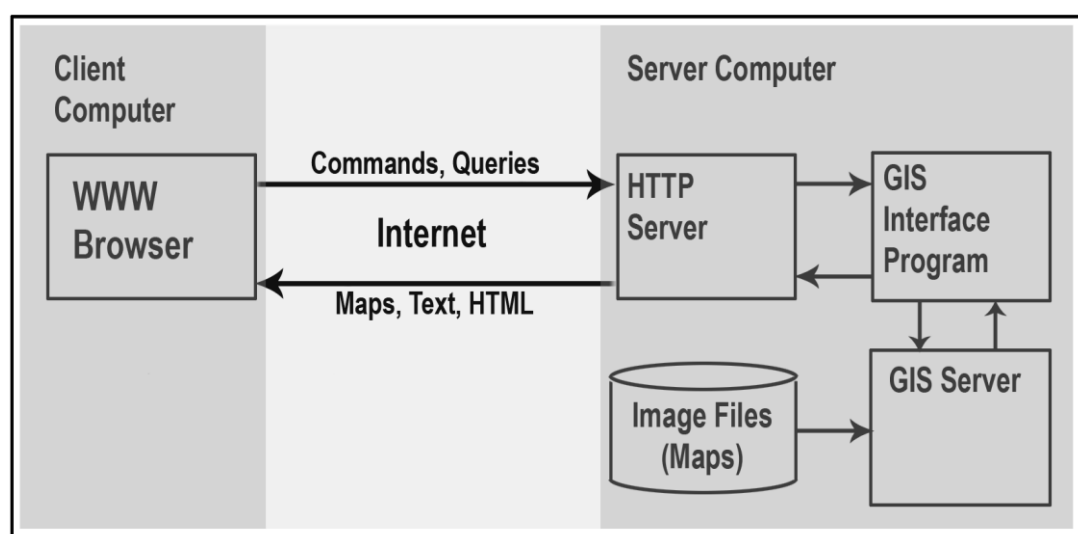 Client
Computer
Server Computer
WWW
Browser
Commands, Queries
Internet
Maps, Text, HTML
HTTP
Server
GIS
Interface
Program
Image Files
(Maps)
GIS Server